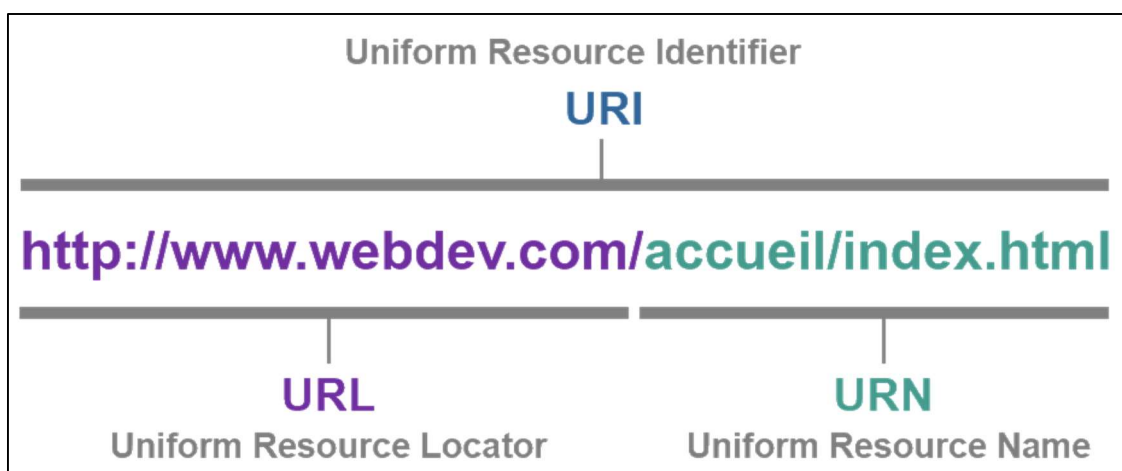 Uniform Resource Identifier
URI
http://www.webdev.com/accueil/index.html
URL URN
Uniform Resource Locator Uniform Resource Name